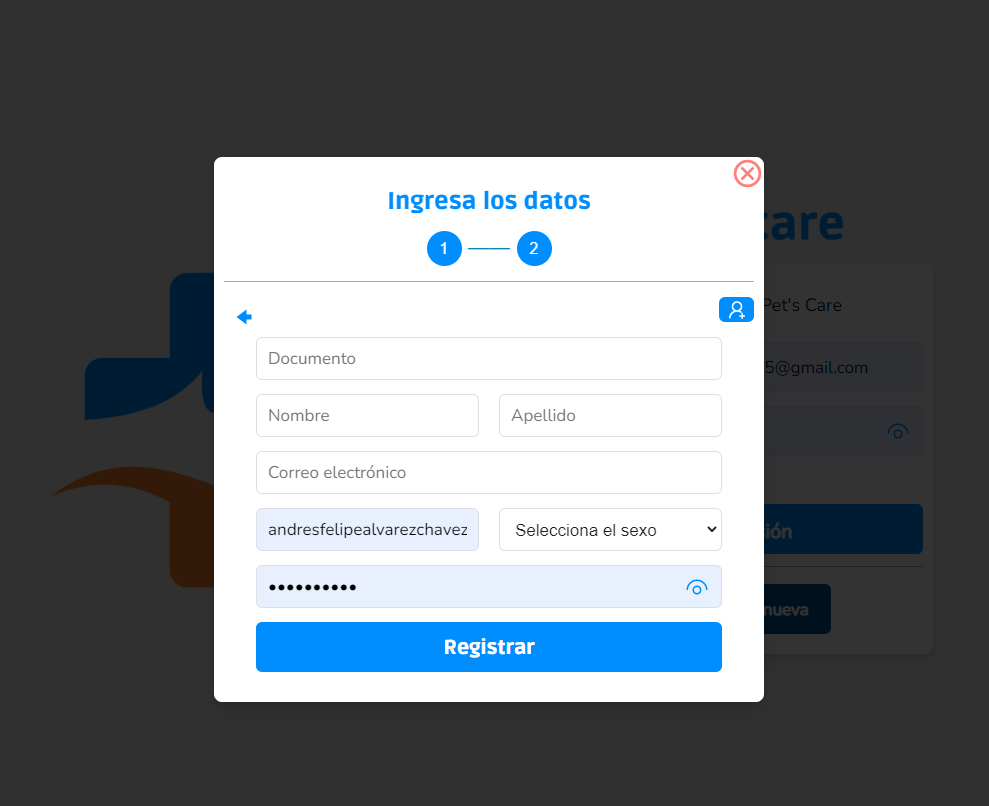 Ingresa los datos
1 2
care
Pet's Care
Documento
5@gmail.com
Nombre Apellido
Correo electrónico
andresfelipealvarezchavez Selecciona el sexo
sión
nueva
Registrar